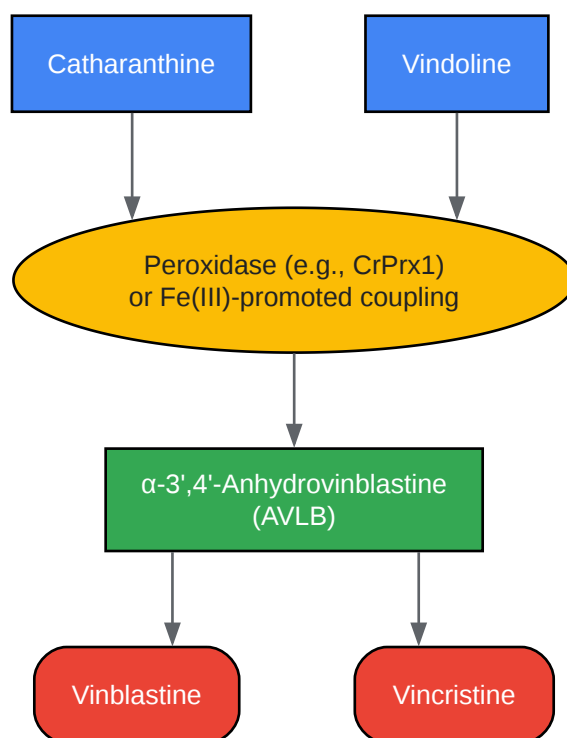 Catharanthine
Vindoline
Peroxidase (e.g., CrPrx1)
or Fe(III)-promoted coupling
α-3',4'-Anhydrovinblastine
(AVLB)
Vinblastine
Vincristine